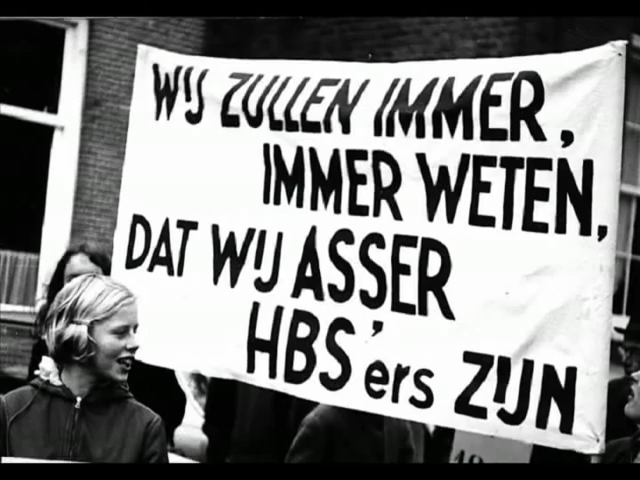 WIJ ZULLEN IMMER,
IMMER WETEN,
DAT WIJ ASSER
HBS'ers ZIJN